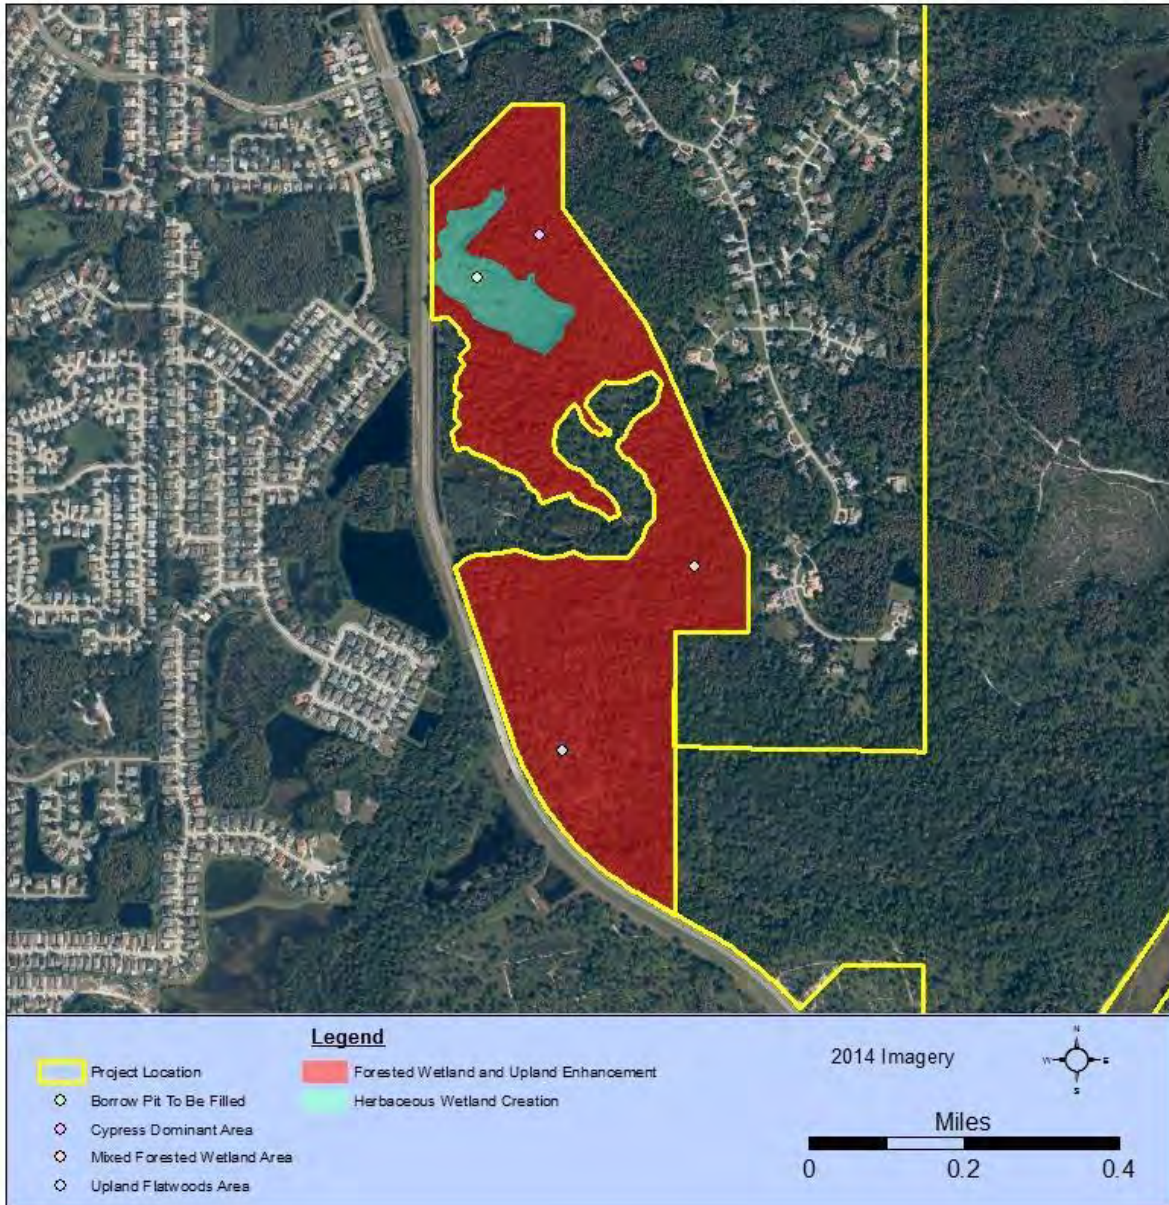 Legend
Project Location
Borrow Pit To Be Filled
Cypress Dominant Area
Mixed Forested Wetland Area
Upland Flatwoods Area
Forested Wetland and Upland Enhancement
Herbaceous Wetland Creation
2014 Imagery
N
W E
S
Miles
0 0.2 0.4